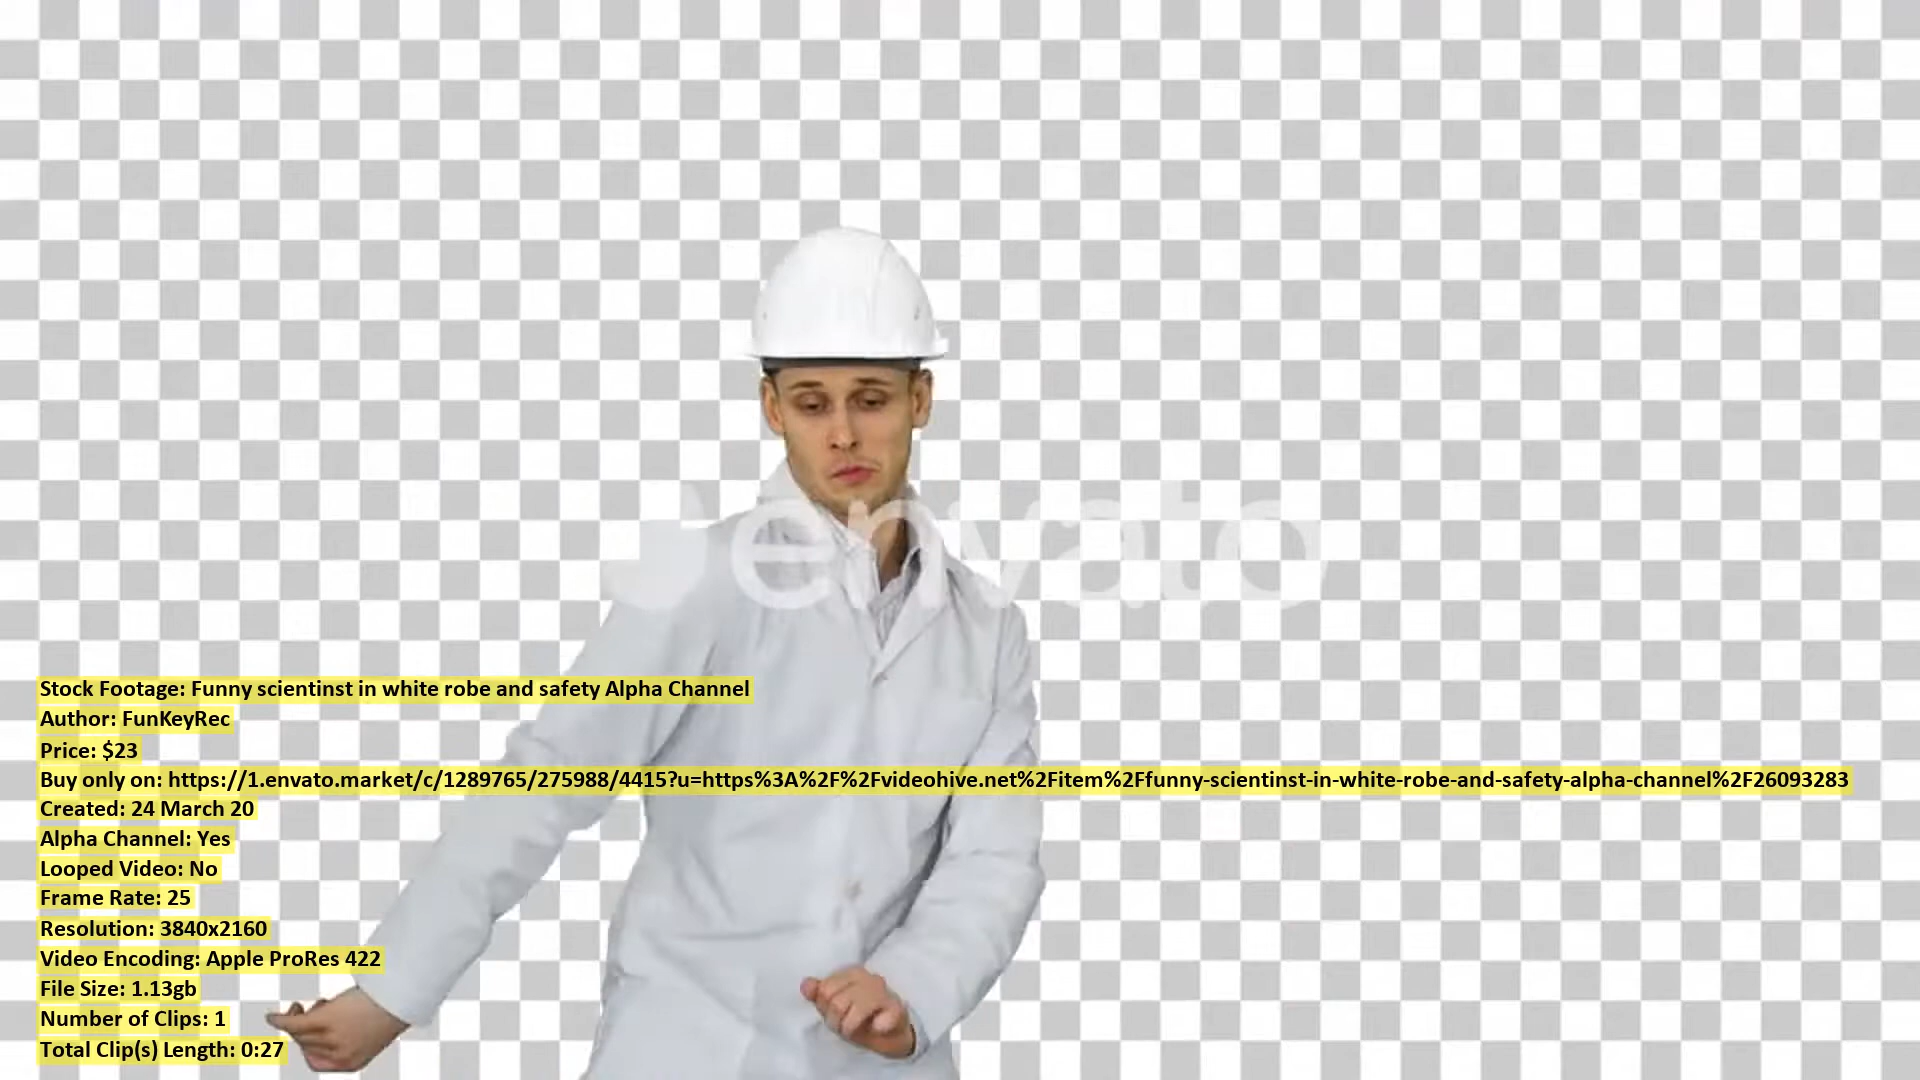 envato
Stock Footage: Funny scientinst in white robe and safety Alpha Channel
Author: FunKeyRec
Price: $23
Buy only on: https://1.envato.market/c/1289765/275988/4415?u=https%3A%2F%2Fvideohive.net%2Fitem%2Ffunny-scientinst-in-white-robe-and-safety-alpha-channel%2F26093283
Created: 24 March 20
Alpha Channel: Yes
Looped Video: No
Frame Rate: 25
Resolution: 3840x2160
Video Encoding: Apple ProRes 422
File Size: 1.13gb
Number of Clips: 1
Total Clip(s) Length: 0:27